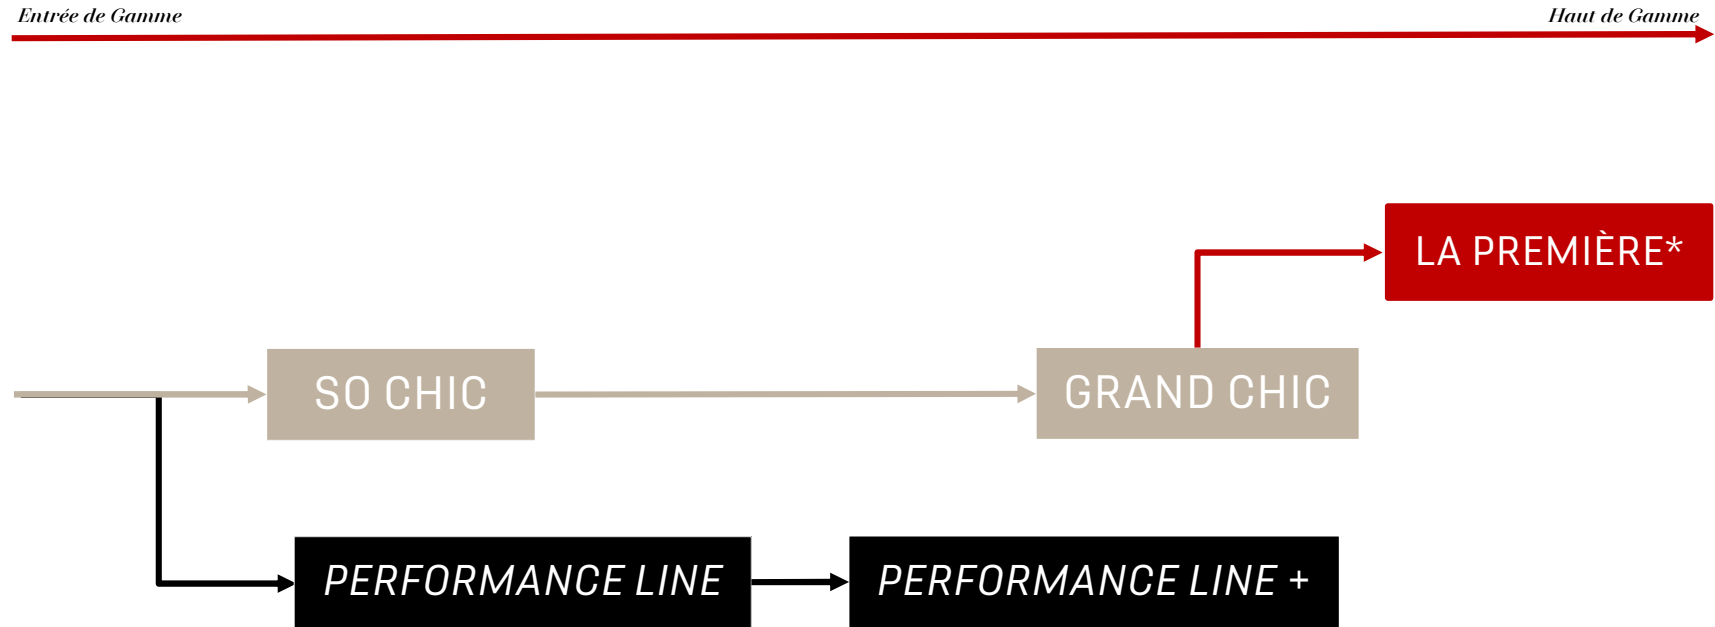 Entrée de Gamme
Haut de Gamme
LA PREMIÈRE*
SO CHIC
GRAND CHIC
PERFORMANCE LINE
PERFORMANCE LINE +